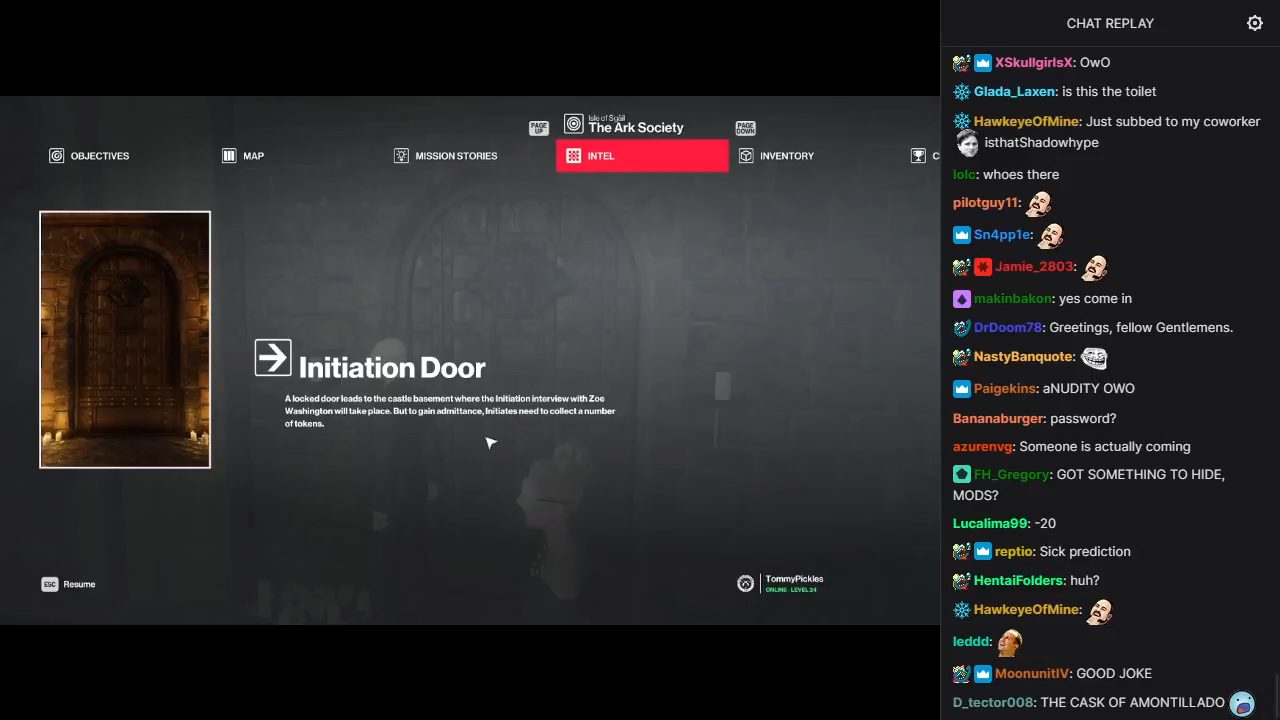 PAGE UP
Isle of Sgàil
The Ark Society
PAGE DOWN
OBJECTIVES
MAP
MISSION STORIES
INTEL
INVENTORY
C
Initiation Door
A locked door leads to the castle basement where the Initiation interview with Zoe
Washington will take place. But to gain admittance, Initiates need to collect a number
of tokens.
ESC Resume
TommyPickles
ONLINE - LEVEL 24
CHAT REPLAY
XSkullgirlsX: OwO
Glada_Laxen: is this the toilet
HawkeyeOfMine: Just subbed to my coworker
isthatShadowhype
lolc: whoes there
pilotguy11:
Sn4pp1e:
Jamie_2803:
makinbakon: yes come in
DrDoom78: Greetings, fellow Gentlemens.
NastyBanquote:
Paigekins: aNUDITY OWO
Bananaburger: password?
azurenvg: Someone is actually coming
FH_Gregory: GOT SOMETHING TO HIDE,
MODS?
Lucalima99: -20
reptio: Sick prediction
HentaiFolders: huh?
HawkeyeOfMine:
leddd:
MoonunitIV: GOOD JOKE
D_tector008: THE CASK OF AMONTILLADO